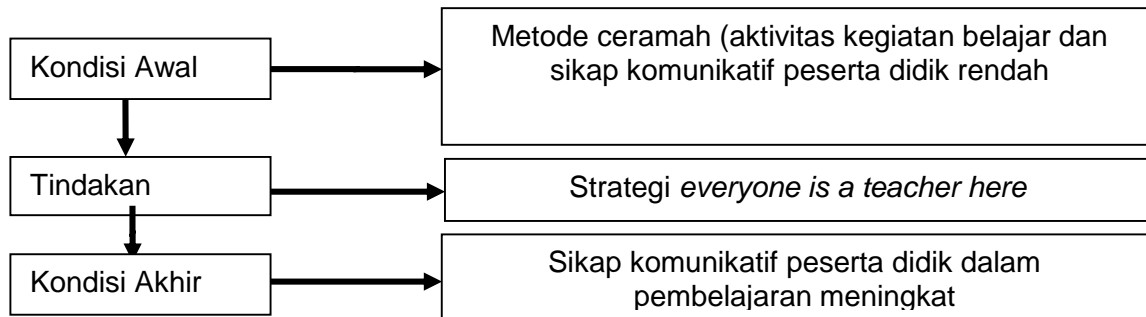 Kondisi Awal
Metode ceramah (aktivitas kegiatan belajar dan
sikap komunikatif peserta didik rendah
Tindakan
Strategi everyone is a teacher here
Kondisi Akhir
Sikap komunikatif peserta didik dalam
pembelajaran meningkat